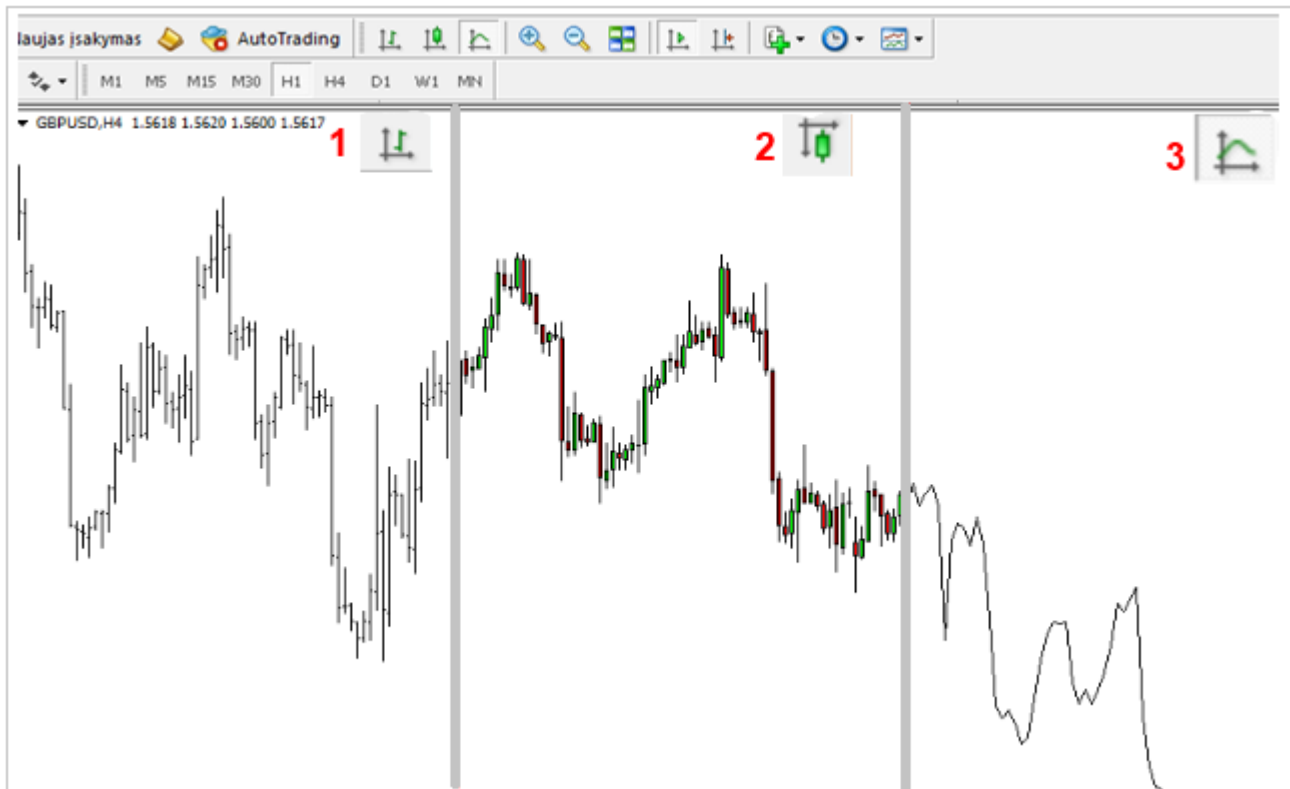 Naujas įsakymas AutoTrading
M1 M5 M15 M30 H1 H4 D1 W1 MN
GBPUSD,H4 1.5618 1.5620 1.5600 1.5617
1
2
3